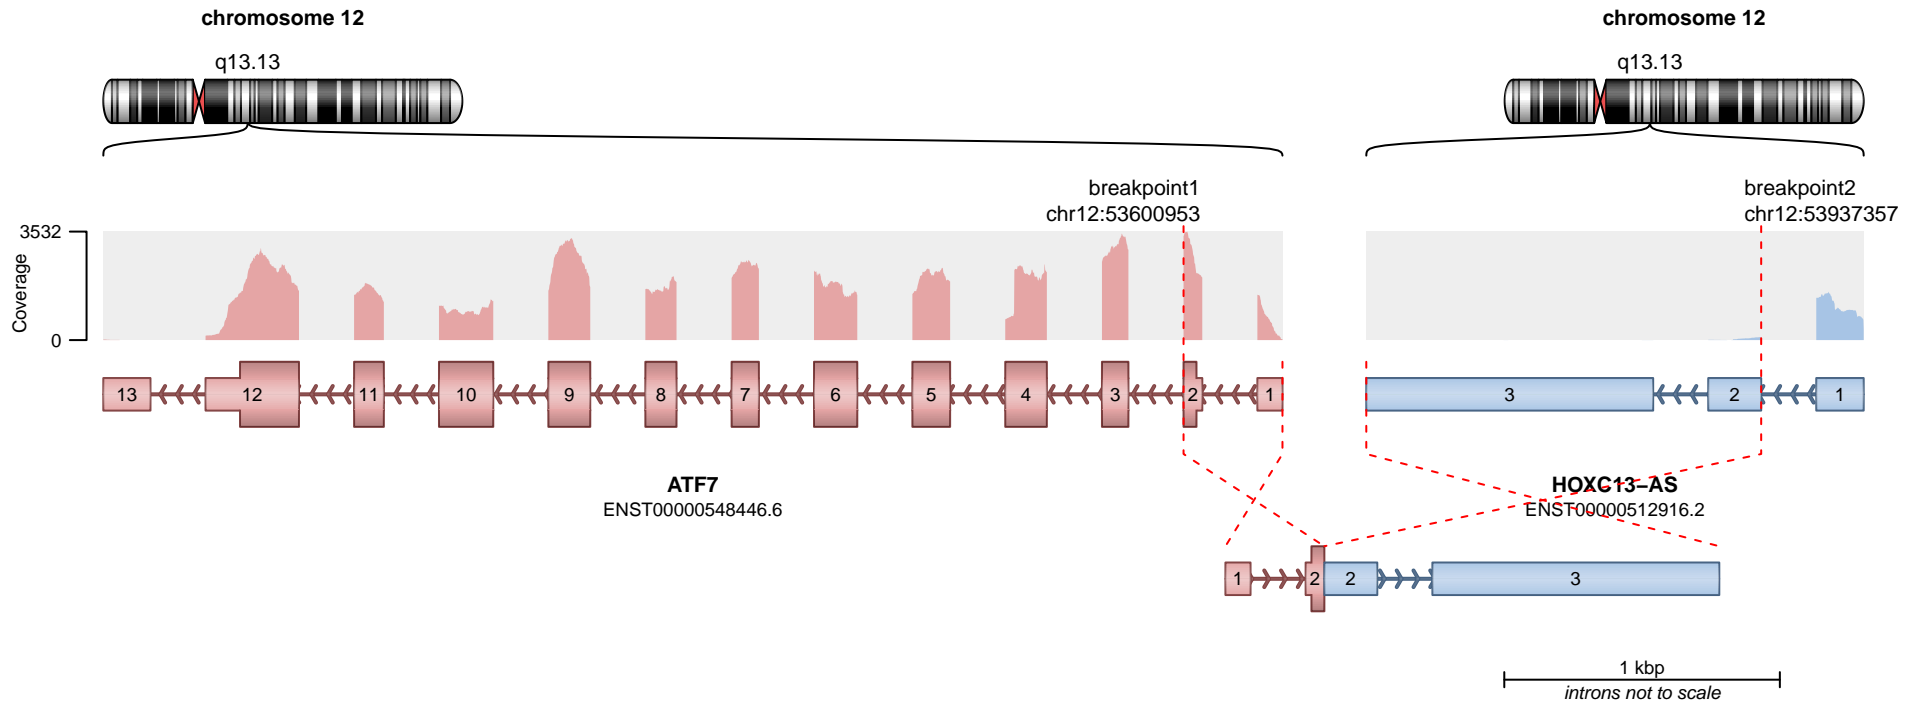 chromosome 12
chromosome 12
q13.13
q13.13
breakpoint1
chr12:53600953
breakpoint2
chr12:53937357
3532
Coverage
0
13 12 11 10 9 8 7 6 5 4 3 2 1
3 2 1
ATF7
ENST00000548446.6
HOXC13−AS
ENST00000512916.2
1 2 2 3
1 kbp
introns not to scale